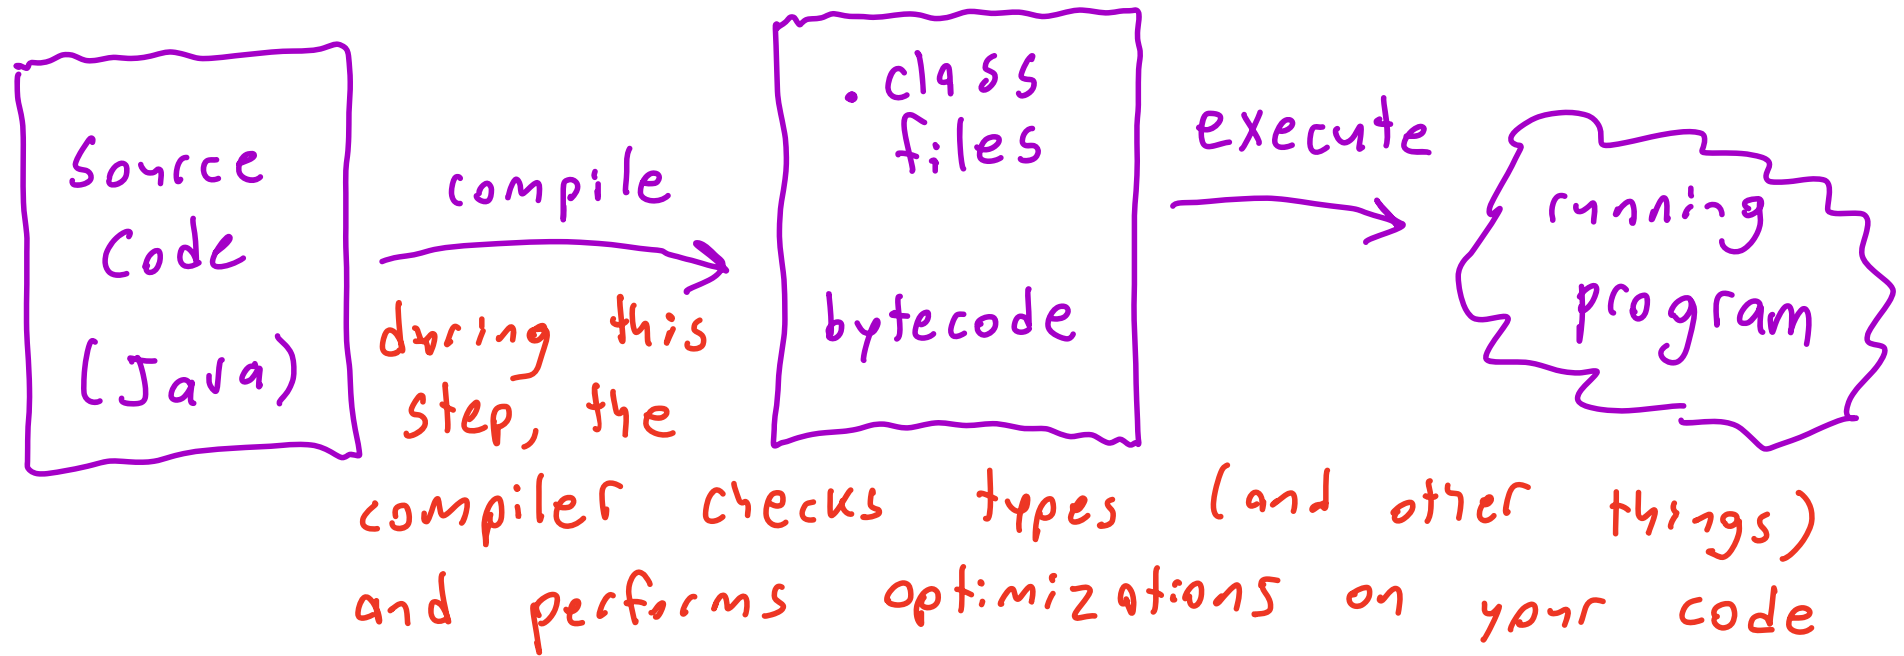 Source
Code
(Java)
compile
.class
files
bytecode
execute
running
program
during this
step, the
compiler checks types (and other things)
and performs optimizations on your code